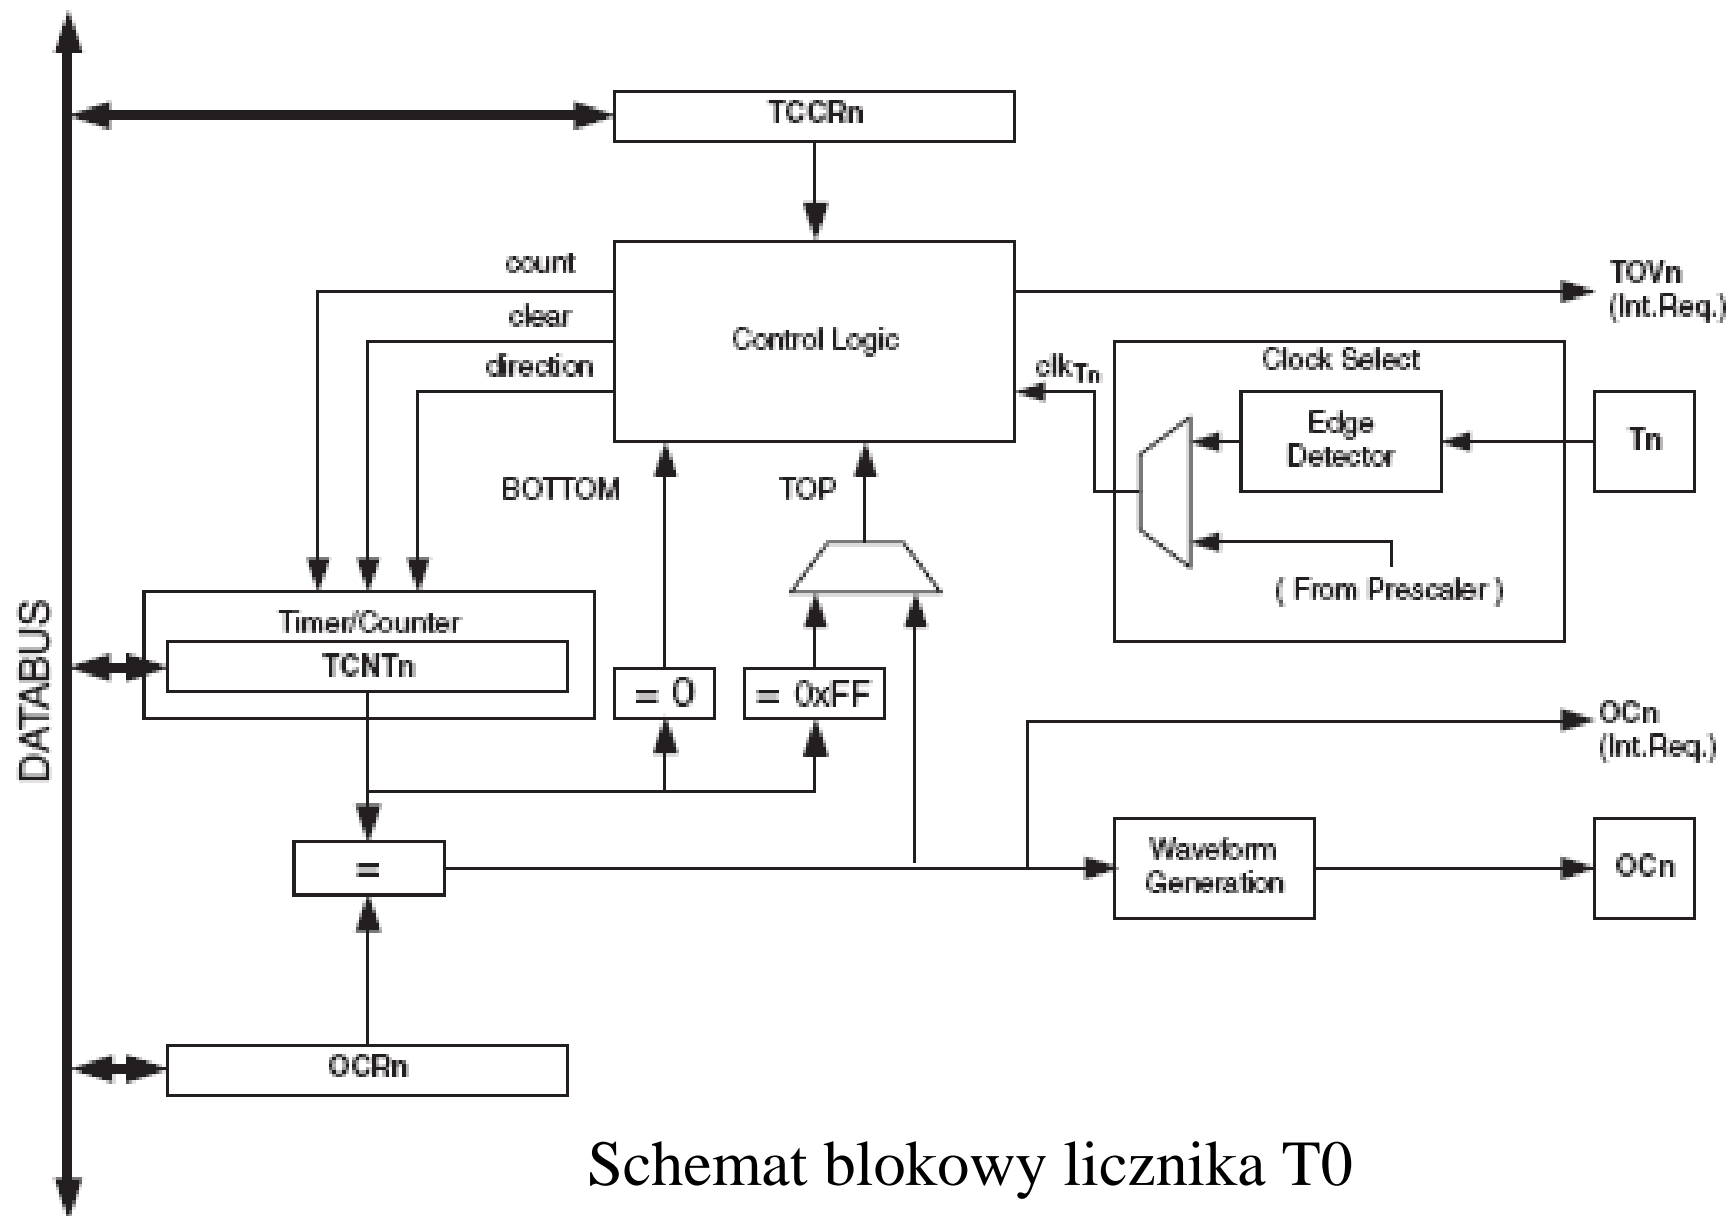 TCCRn
count
clear
direction
Control Logic
TOVn
(Int.Req.)
clkTn
Clock Select
Edge
Detector
Tn
BOTTOM
TOP
( From Prescaler )
DATABUS
Timer/Counter
TCNTn
= 0
= 0xFF
OCn
(Int.Req.)
=
Waveform
Generation
OCn
OCRn
Schemat blokowy licznika T0